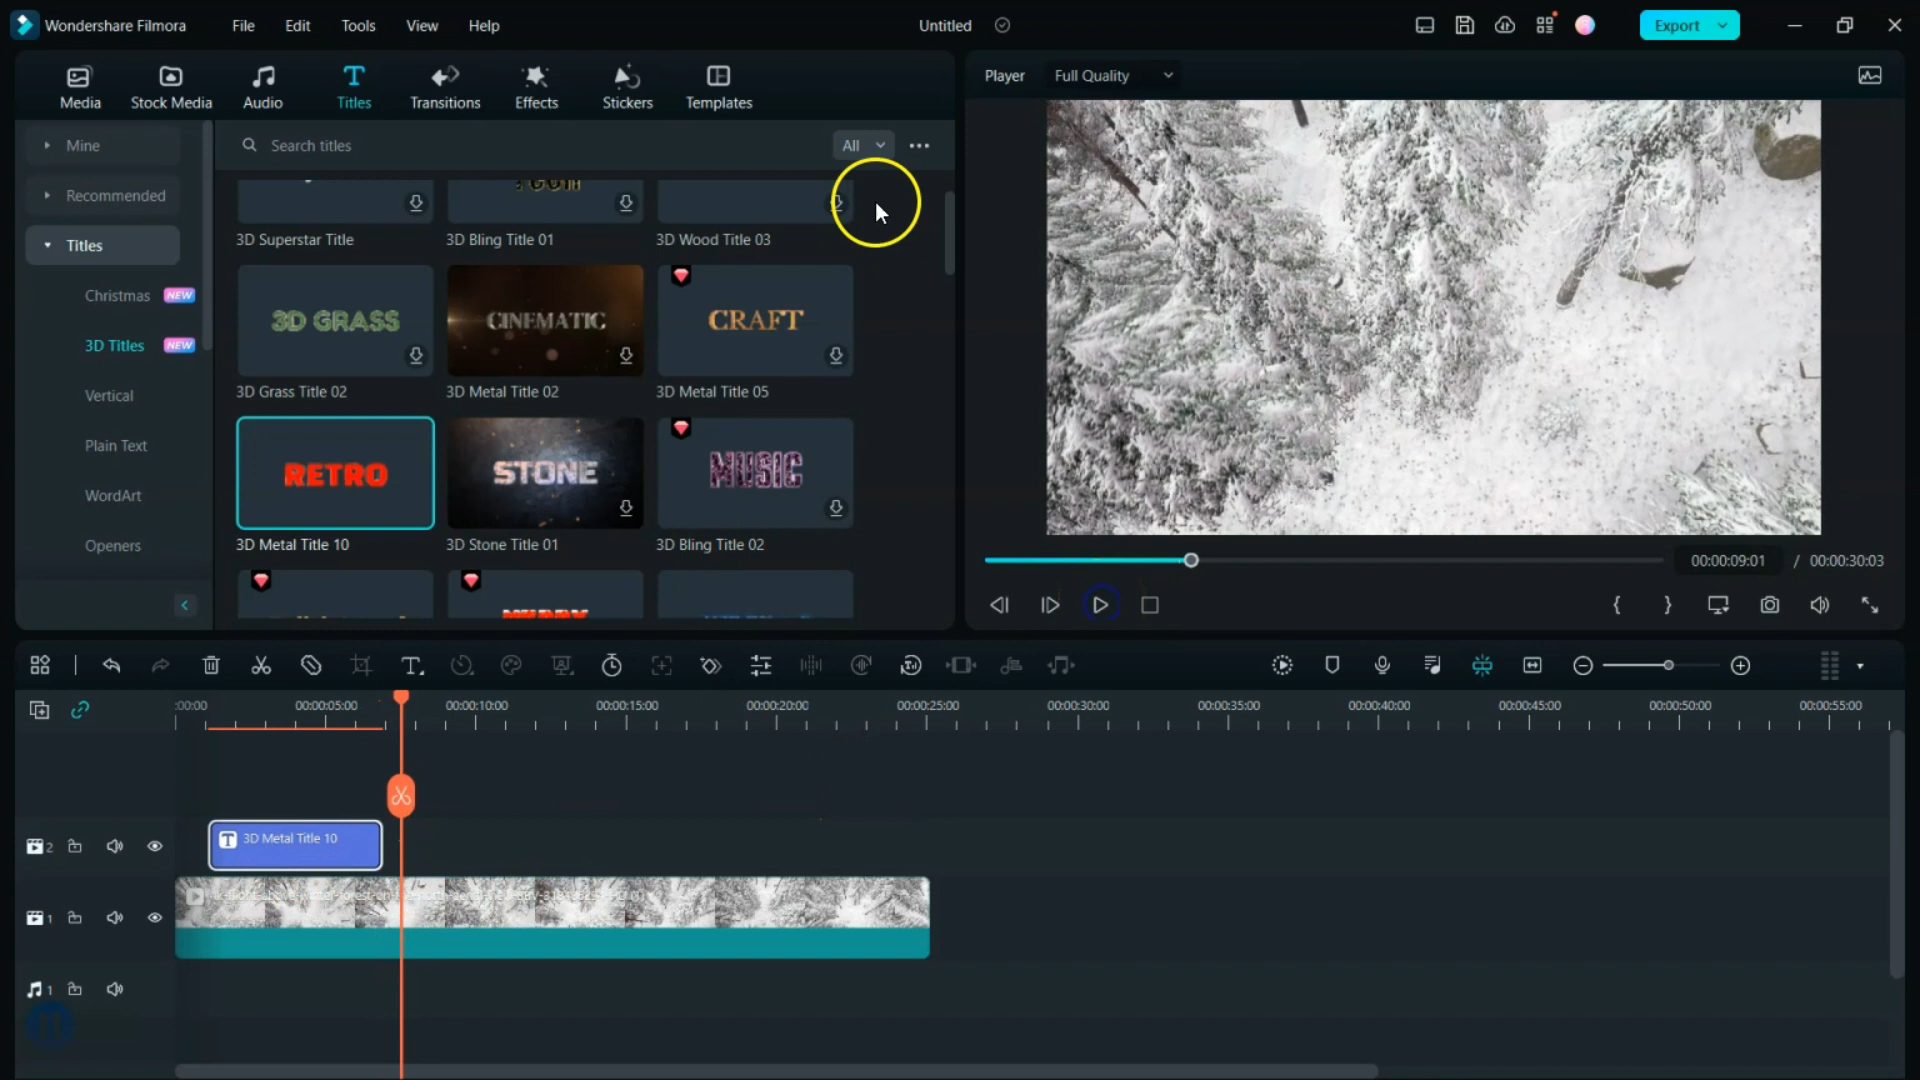 Wondershare Filmora File Edit Tools View Help Untitled Export
Media Stock Media Audio Titles Transitions Effects Stickers Templates
Player Full Quality
Mine
Recommended
Titles
Christmas NEW
3D Titles NEW
Vertical
Plain Text
WordArt
Openers
Search titles All
3D Superstar Title 3D Bling Title 01 3D Wood Title 03
3D GRASS CINEMATIC CRAFT
3D Grass Title 02 3D Metal Title 02 3D Metal Title 05
RETRO STONE MUSIC
3D Metal Title 10 3D Stone Title 01 3D Bling Title 02
00:00:09:01 / 00:00:30:03
:00:00 00:00:05:00 00:00:10:00 00:00:15:00 00:00:20:00 00:00:25:00 00:00:30:00 00:00:35:00 00:00:40:00 00:00:45:00 00:00:50:00 00:00:55:00
2 T 3D Metal Title 10
1
1